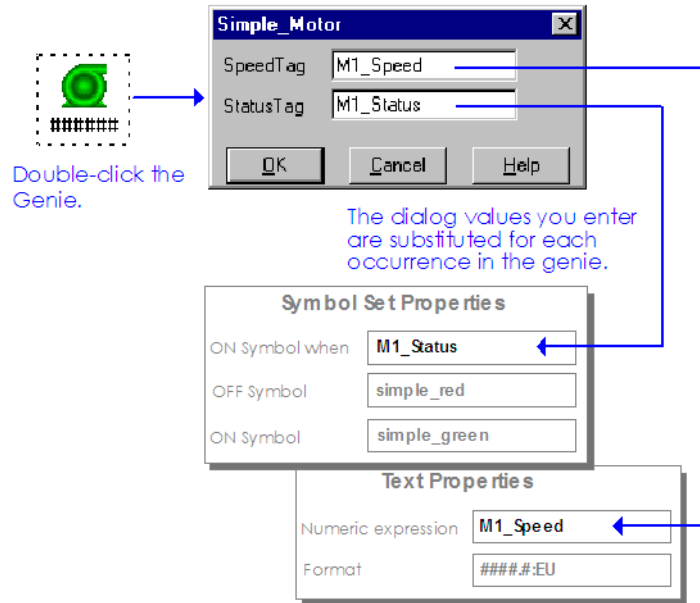 Simple_Motor
SpeedTag M1_Speed
StatusTag M1_Status
#######
OK Cancel Help
Double-click the
Genie.
The dialog values you enter
are substituted for each
occurrence in the genie.
Symbol Set Properties
ON Symbol when M1_Status
OFF Symbol simple_red
ON Symbol simple_green
Text Properties
Numeric expression M1_Speed
Format ####.#:EU